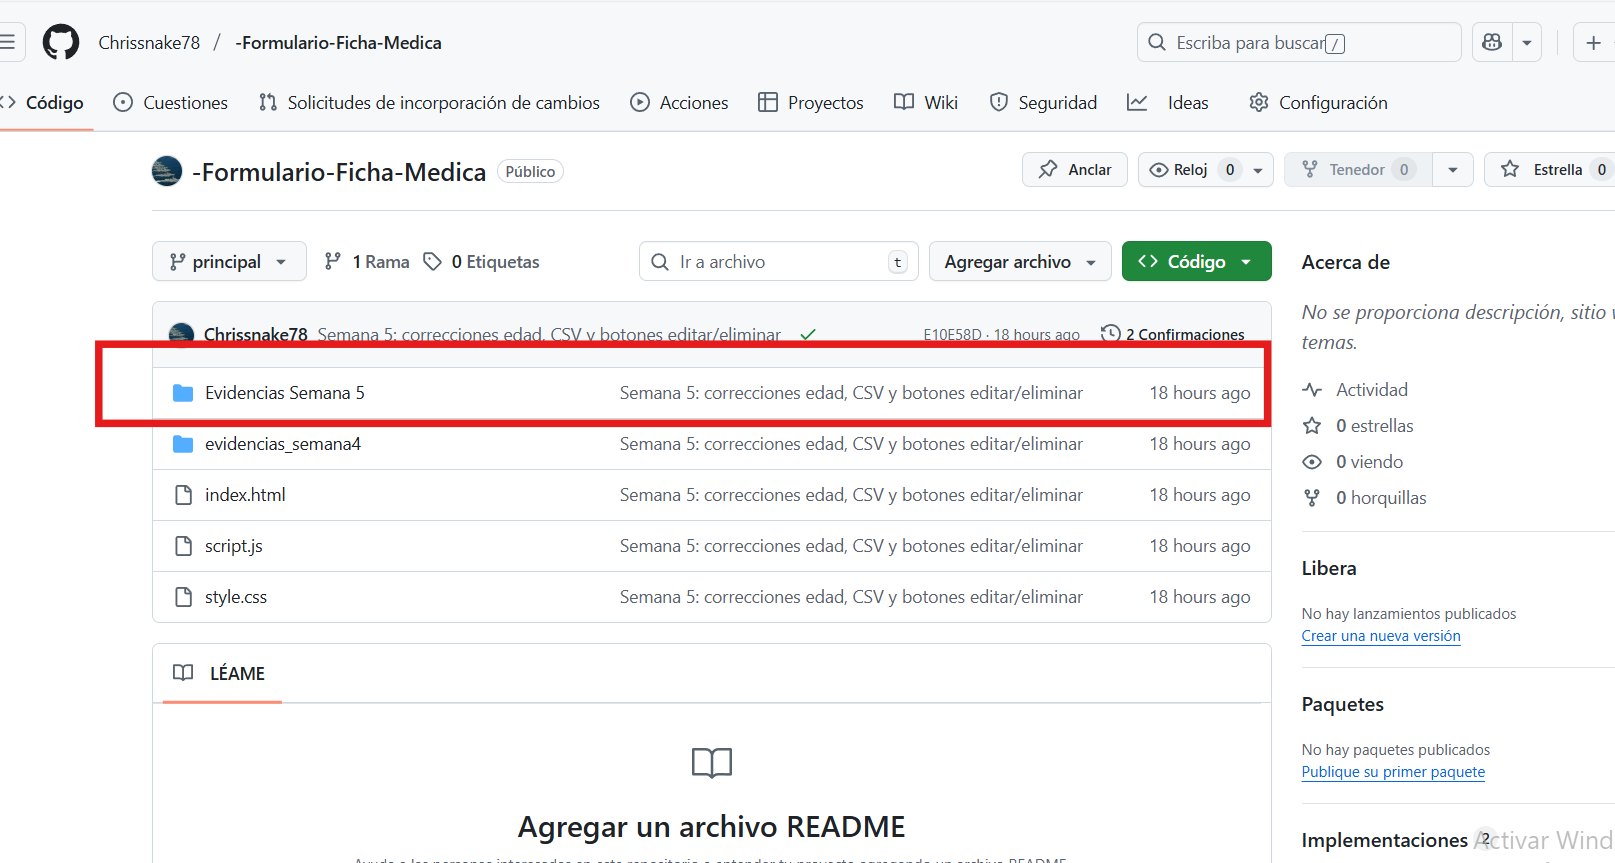 Chrissnake78 / -Formulario-Ficha-Medica
Escriba para buscar /
Código Cuestiones Solicitudes de incorporación de cambios Acciones Proyectos Wiki Seguridad Ideas Configuración
-Formulario-Ficha-Medica Público
Anclar Reloj 0 Tenedor 0 Estrella 0
principal 1 Rama 0 Etiquetas Ir a archivo t Agregar archivo Código
Chrissnake78 Semana 5: correcciones edad, CSV y botones editar/eliminar E10E58D · 18 hours ago 2 Confirmaciones
Evidencias Semana 5 Semana 5: correcciones edad, CSV y botones editar/eliminar 18 hours ago
evidencias_semana4 Semana 5: correcciones edad, CSV y botones editar/eliminar 18 hours ago
index.html Semana 5: correcciones edad, CSV y botones editar/eliminar 18 hours ago
script.js Semana 5: correcciones edad, CSV y botones editar/eliminar 18 hours ago
style.css Semana 5: correcciones edad, CSV y botones editar/eliminar 18 hours ago
LÉAME
Agregar un archivo README
Acerca de
No se proporciona descripción, sitio
temas.
Actividad
0 estrellas
0 viendo
0 horquillas
Libera
No hay lanzamientos publicados
Crear una nueva versión
Paquetes
No hay paquetes publicados
Publique su primer paquete
Implementaciones 2
Activar Wind